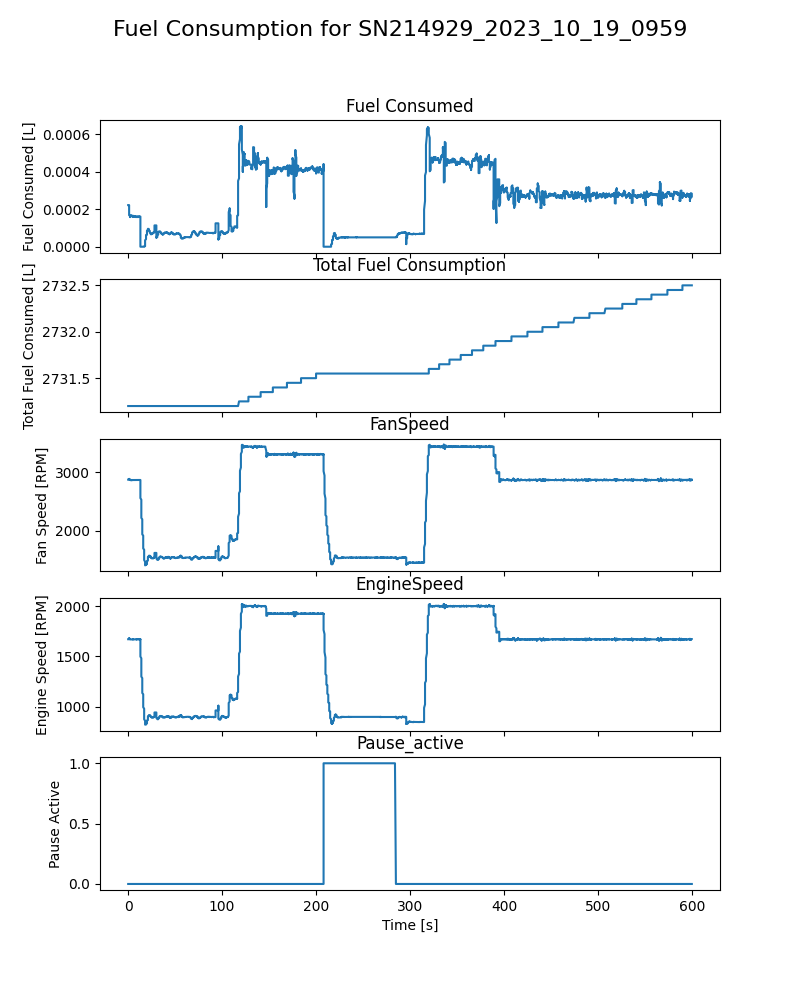 Fuel Consumption for SN214929_2023_10_19_0959
Fuel Consumed
Fuel Consumed [L]
0.0006
0.0004
0.0002
0.0000
Total Fuel Consumption
Total Fuel Consumed [L]
2732.5
2732.0
2731.5
FanSpeed
Fan Speed [RPM]
3000
2000
EngineSpeed
Engine Speed [RPM]
2000
1500
1000
Pause_active
Pause Active
1.0
0.5
0.0
0 100 200 300 400 500 600
Time [s]